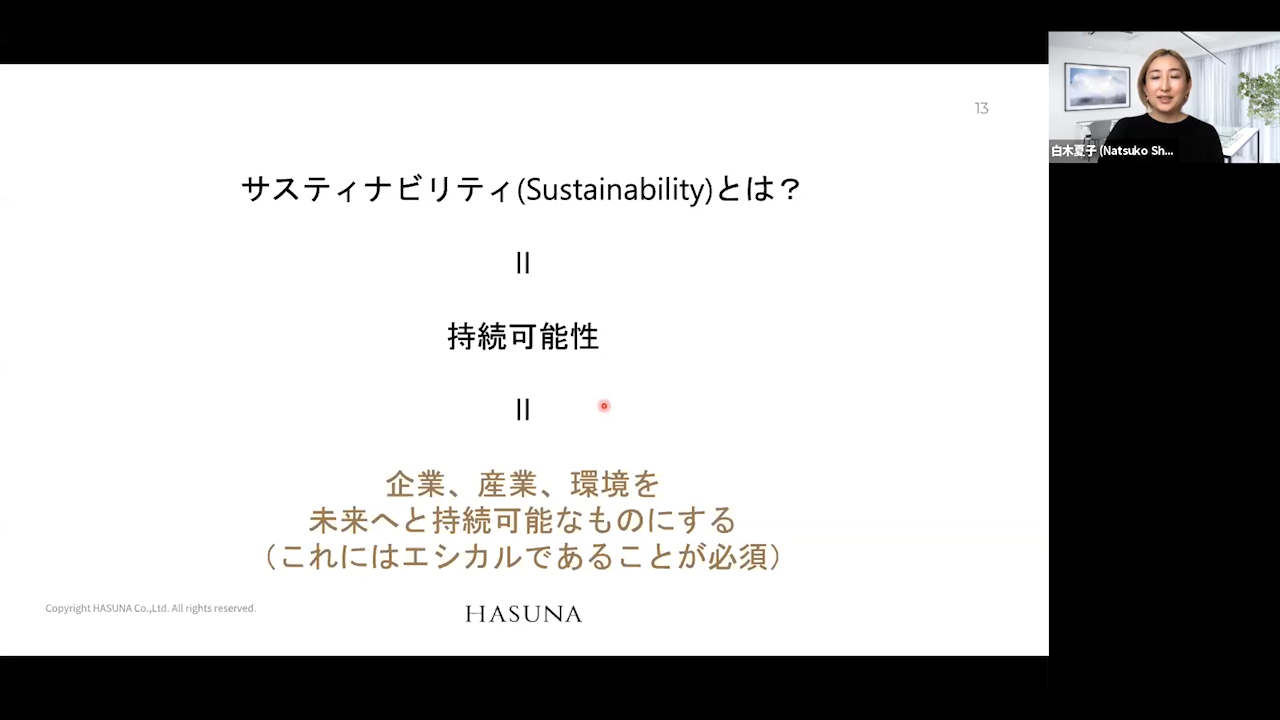 13
サスティナビリティ(Sustainability)とは？
=
持続可能性
=
企業、産業、環境を
未来へと持続可能なものにする
（これにはエシカルであることが必須）
Copyright HASUNA Co.,Ltd. All rights reserved.
HASUNA
白木夏子 (Natsuko Sh...